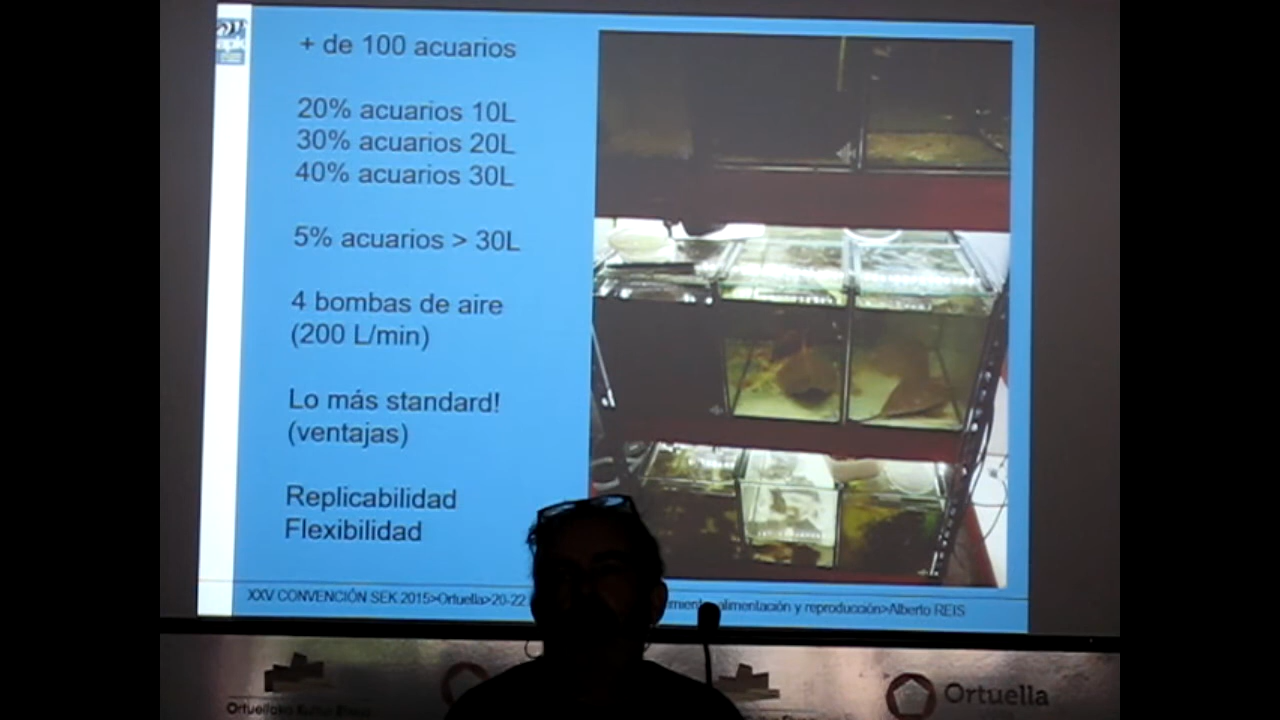 apk
+ de 100 acuarios
20% acuarios 10L
30% acuarios 20L
40% acuarios 30L
5% acuarios > 30L
4 bombas de aire
(200 L/min)
Lo más standard!
(ventajas)
Replicabilidad
Flexibilidad
XXV CONVENCIÓN SEK 2015>Ortuella>20-22
alimentación y reproducción>Alberto REIS
Ortuella